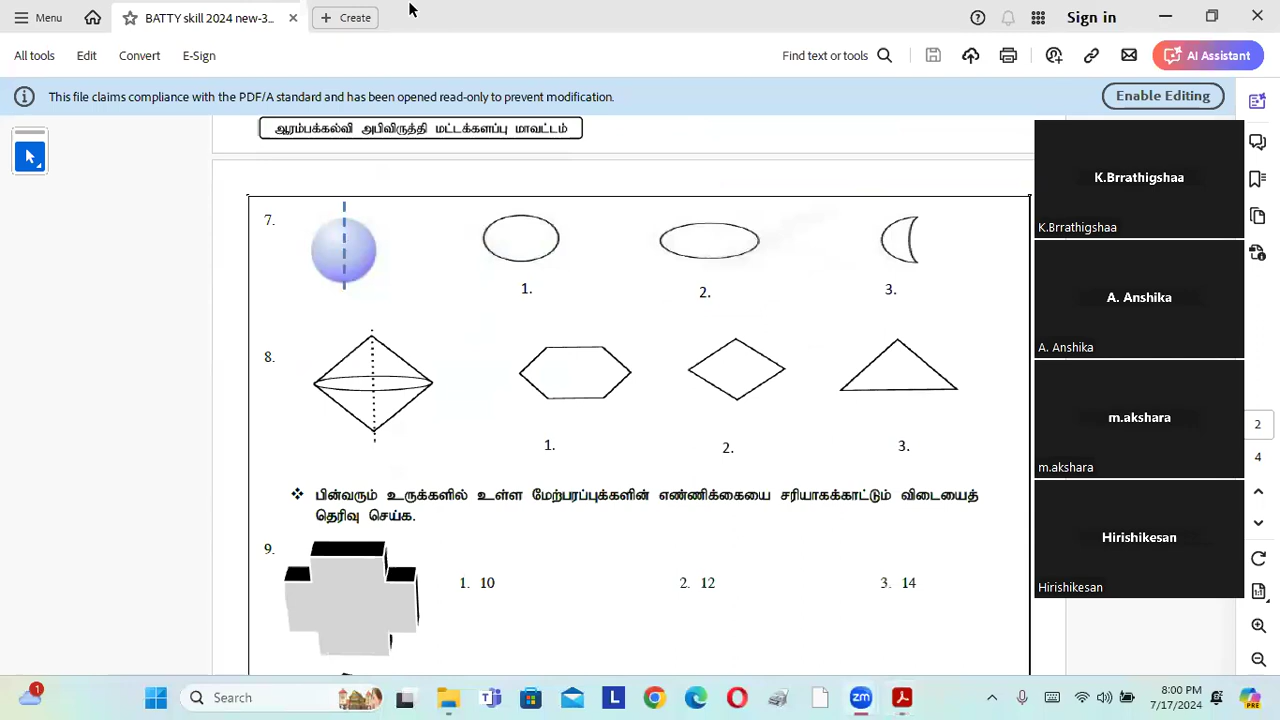 Menu
BATTY skill 2024 new-3...
Create
Sign in
All tools
Edit
Convert
E-Sign
Find text or tools
AI Assistant
This file claims compliance with the PDF/A standard and has been opened read-only to prevent modification.
Enable Editing
ஆரம்பக்கல்வி அபிவிருத்தி மட்டக்களப்பு மாவட்டம்
7.
1.
2.
3.
8.
1.
2.
3.
பின்வரும் உருக்களில் உள்ள மேற்பரப்புக்களின் எண்ணிக்கையை சரியாகக்காட்டும் விடையைத்
தெரிவு செய்க.
9.
1. 10
2. 12
3. 14
K.Brrathigshaa
K.Brrathigshaa
A. Anshika
A. Anshika
m.akshara
m.akshara
Hirishikesan
Hirishikesan
2
4
1
Search
L
zm
8:00 PM
7/17/2024
PRE